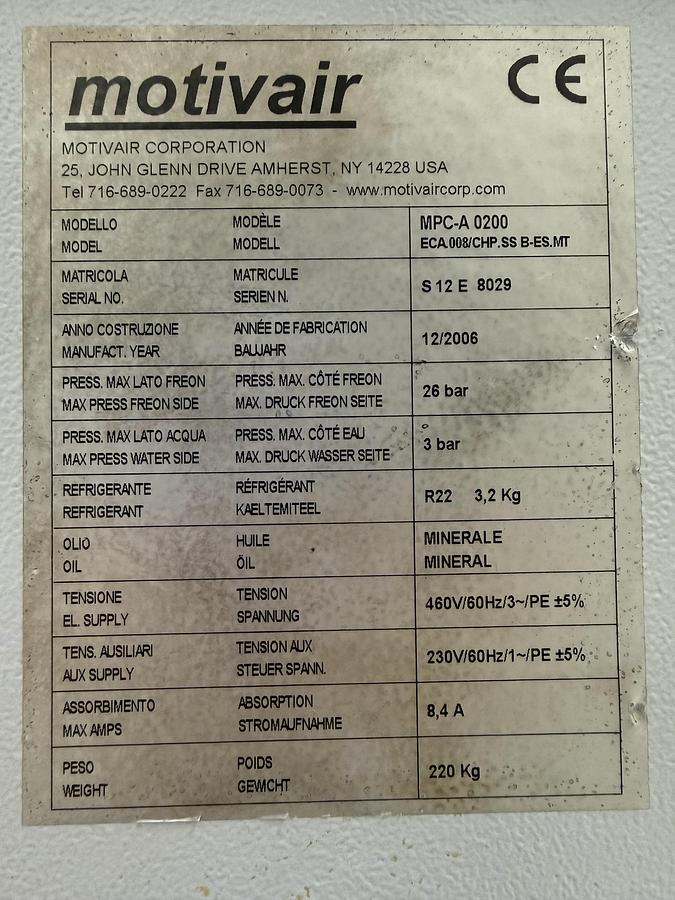 motivair CE
MOTIVAIR CORPORATION
25, JOHN GLENN DRIVE AMHERST, NY 14228 USA
Tel 716-689-0222 Fax 716-689-0073 - www.motivaircorp.com
MODELLO MODÈLE MPC-A 0200
MODEL MODELL ECA.008/CHP.SS B-ES.MT
MATRICOLA MATRICULE S 12 E 8029
SERIAL NO. SERIEN N.
ANNO COSTRUZIONE ANNÉE DE FABRICATION 12/2006
MANUFACT. YEAR BAUJAHR
PRESS. MAX LATO FREON PRESS. MAX. CÔTÉ FREON 26 bar
MAX PRESS FREON SIDE MAX. DRUCK FREON SEITE
PRESS. MAX LATO ACQUA PRESS. MAX. CÔTÉ EAU 3 bar
MAX PRESS WATER SIDE MAX. DRUCK WASSER SEITE
REFRIGERANTE RÉFRIGÉRANT R22 3,2 Kg
REFRIGERANT KAELTEMITEEL
OLIO HUILE MINERALE
OIL ÖIL MINERAL
TENSIONE TENSION 460V/60Hz/3~/PE ±5%
EL. SUPPLY SPANNUNG
TENS. AUSILIARI TENSION AUX 230V/60Hz/1~/PE ±5%
AUX SUPPLY STEUER SPANN.
ASSORBIMENTO ABSORPTION 8,4 A
MAX AMPS STROMAUFNAHME
PESO POIDS 220 Kg
WEIGHT GEWICHT